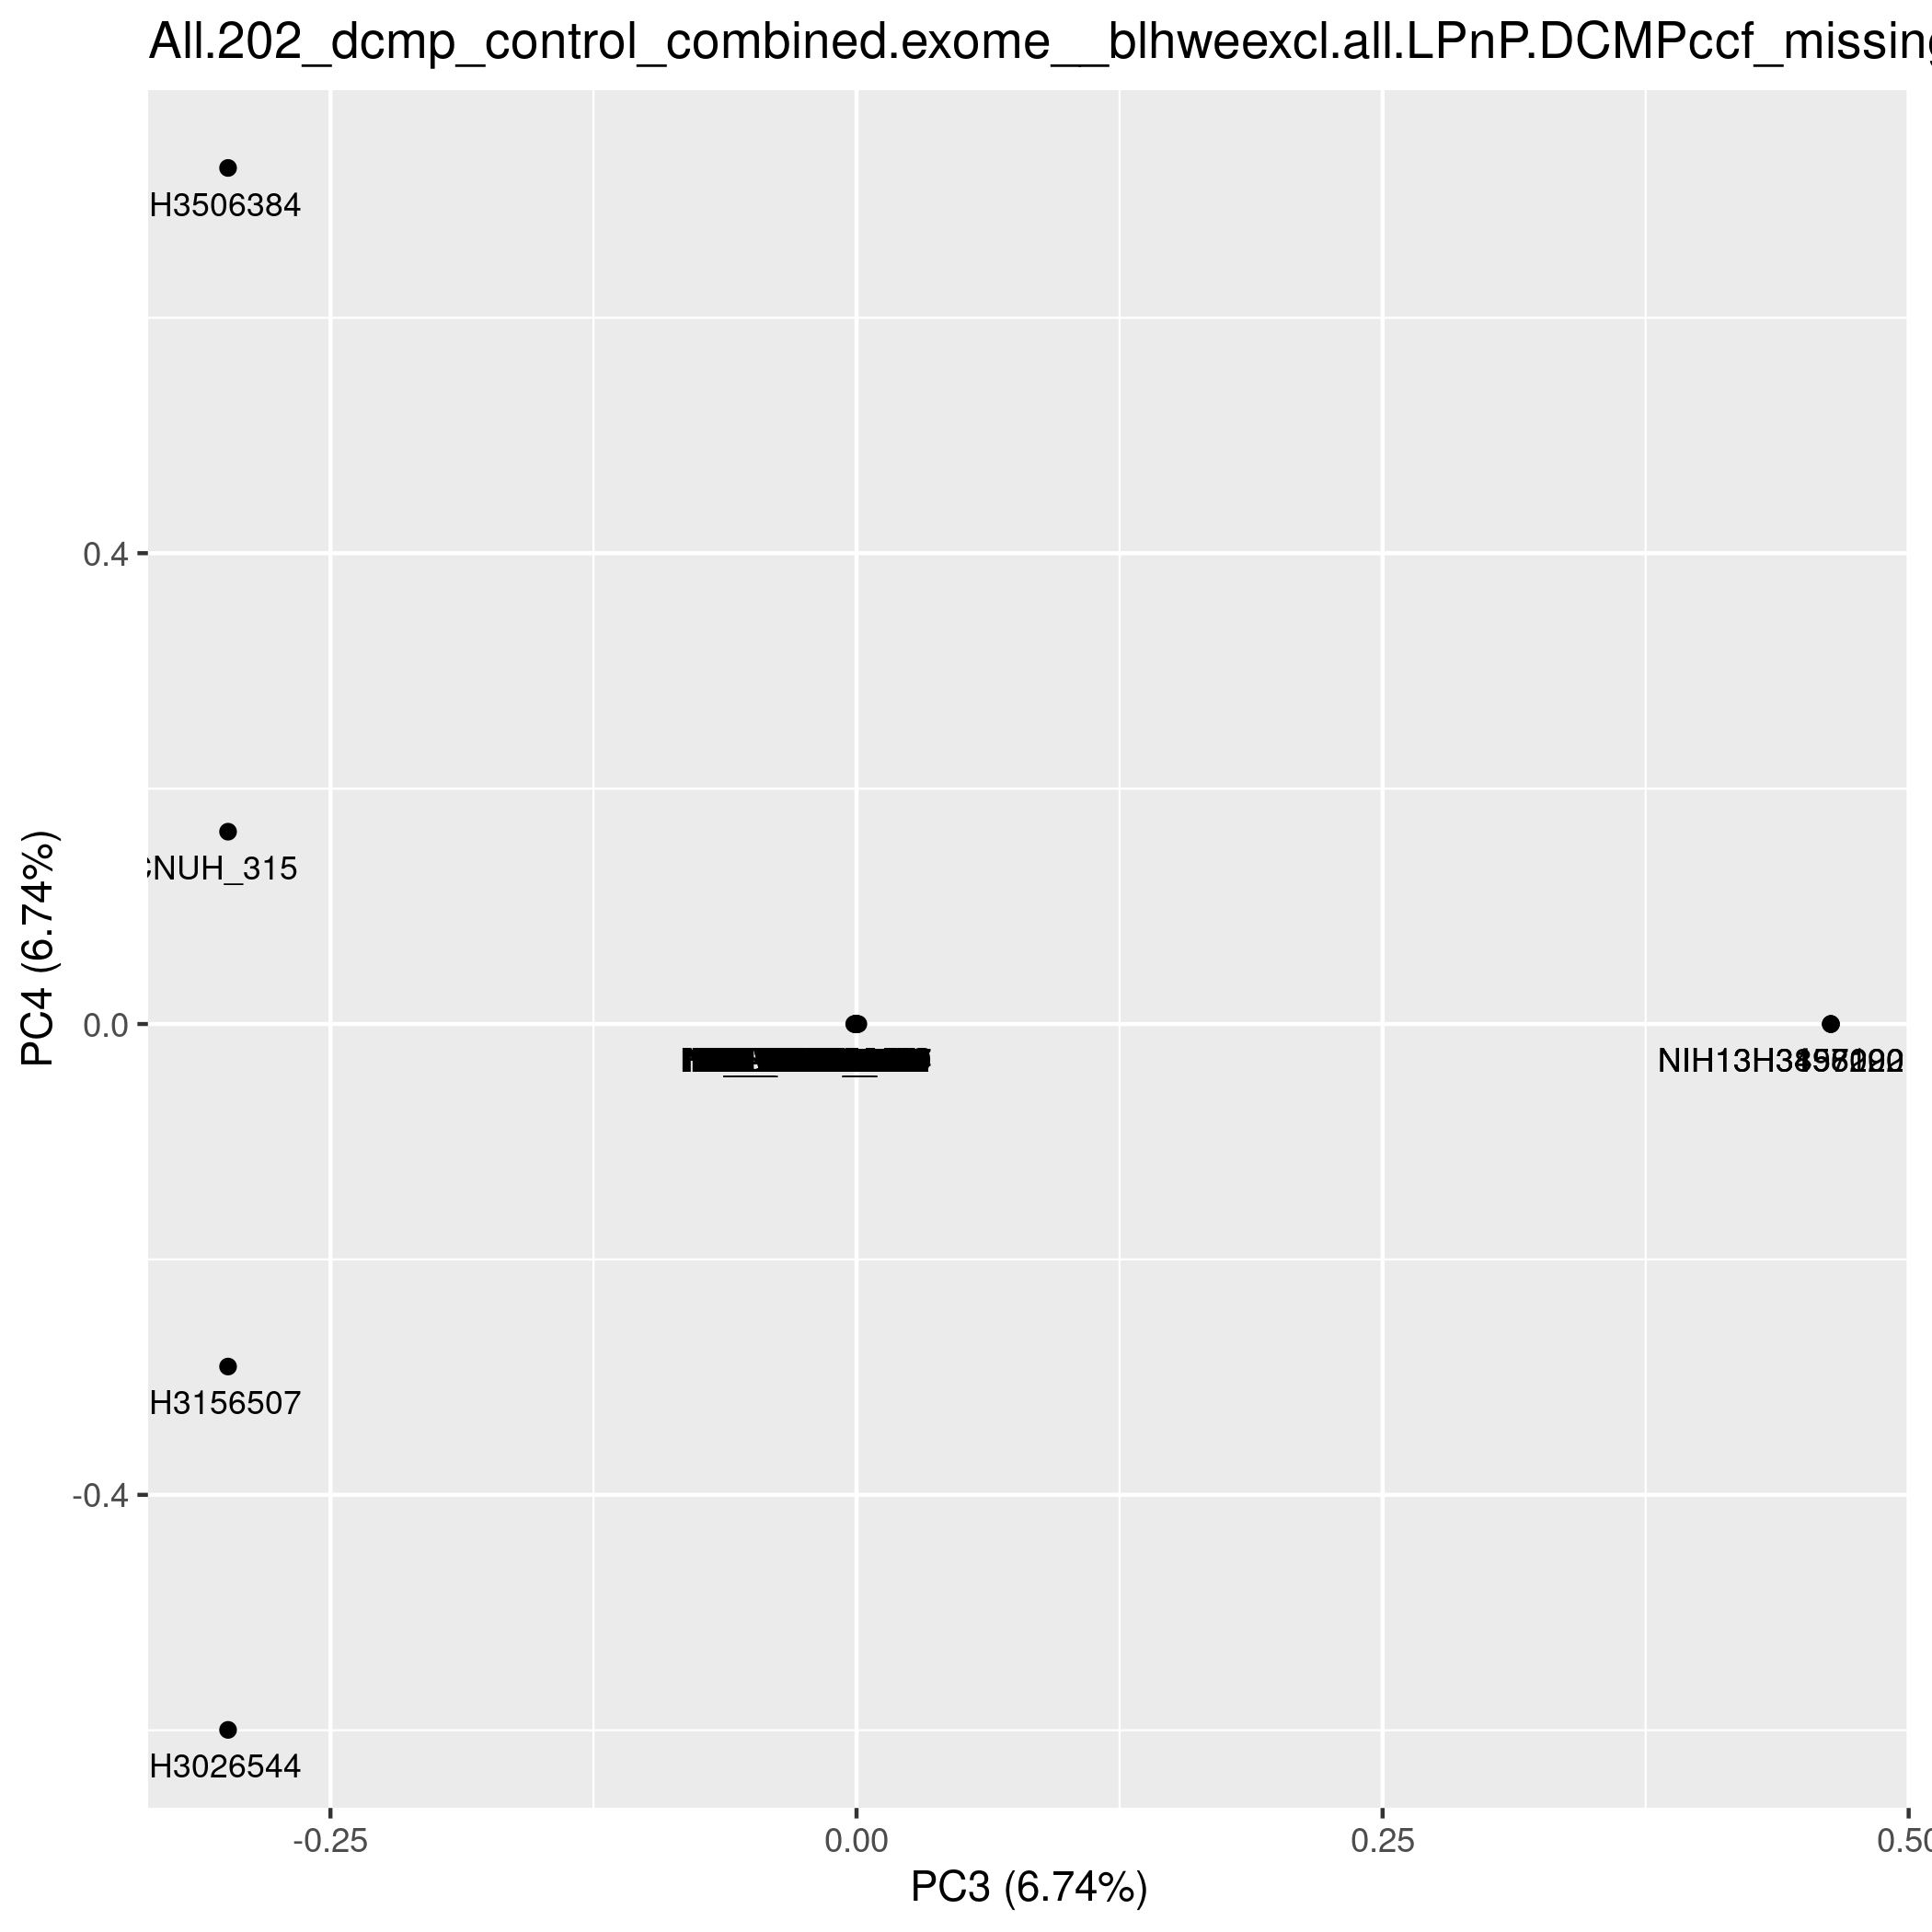 All.202_dcmp_control_combined.exome__blhweexcl.all.LPnP.DCMPccf_missing
H3506384
0.4
CNUH_315
PC4 (6.74%)
0.0
H3156507
-0.4
H3026544
-0.25 0.00 0.25 0.50
PC3 (6.74%)